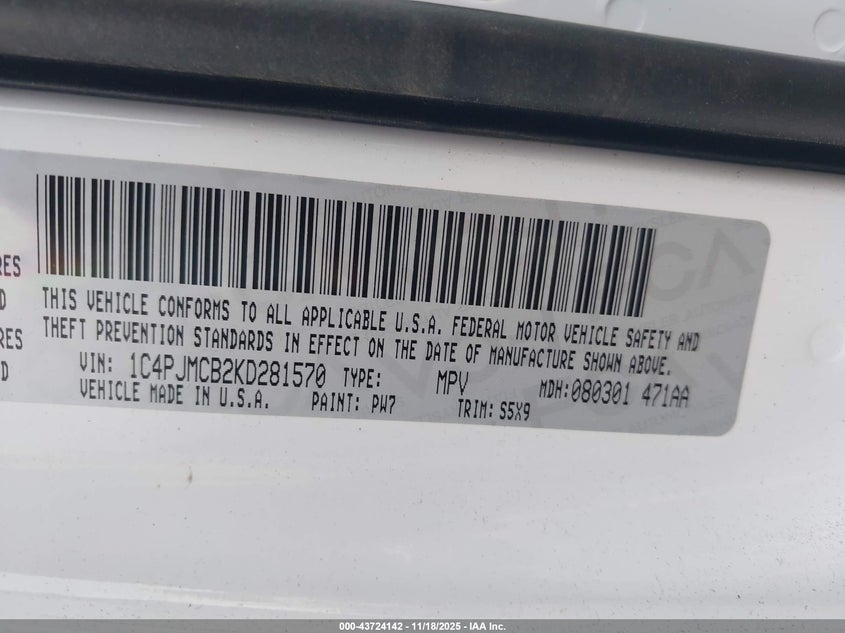 RES
D
RES
D
THIS VEHICLE CONFORMS TO ALL APPLICABLE U.S.A. FEDERAL MOTOR VEHICLE SAFETY AND
THEFT PREVENTION STANDARDS IN EFFECT ON THE DATE OF MANUFACTURE SHOWN ABOVE.
VIN: 1C4PJMCB2KD281570 TYPE: MPV MDH:080301 471AA
VEHICLE MADE IN U.S.A. PAINT: PW7 TRIM: S5X9
000-43724142 - 11/18/2025 - IAA Inc.